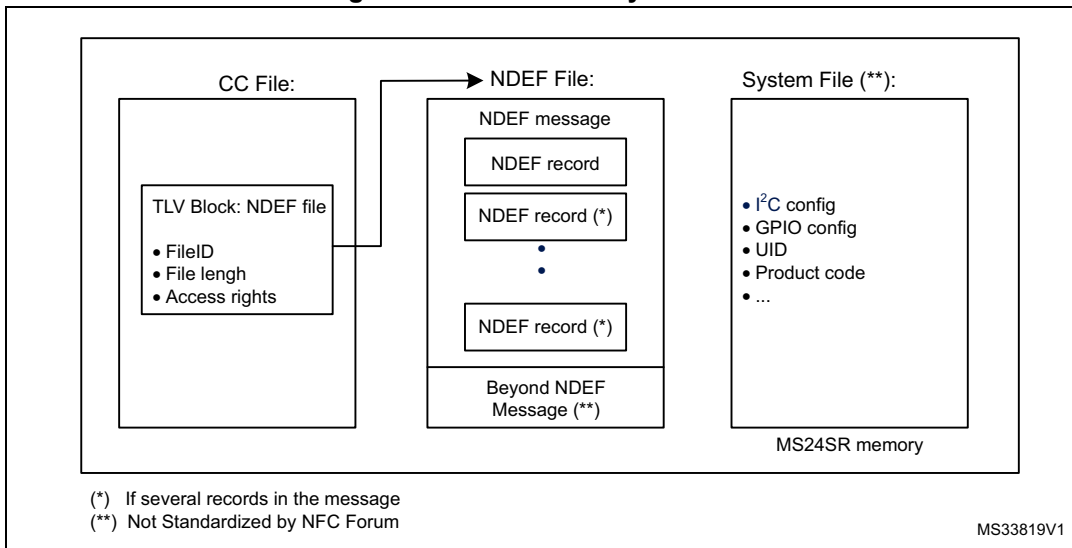 CC File:
NDEF File:
System File (**):
TLV Block: NDEF file
• FileID
• File lengh
• Access rights
NDEF message
NDEF record
NDEF record (*)
•
•
NDEF record (*)
Beyond NDEF
Message (**)
• I²C config
• GPIO config
• UID
• Product code
• ...
MS24SR memory
(*) If several records in the message
(**) Not Standardized by NFC Forum
MS33819V1